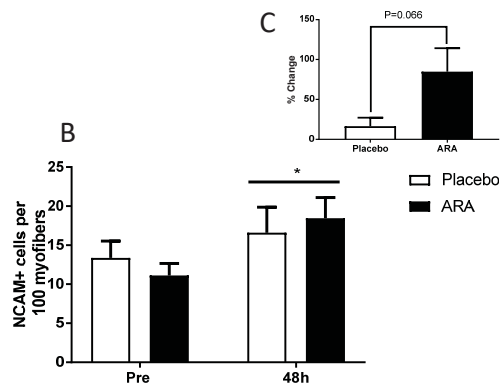 C
P=0.066
150
100
50
0
% Change
Placebo
ARA
B
25
20
15
10
5
0
NCAM+ cells per
100 myofibers
*
Placebo
ARA
Pre
48h